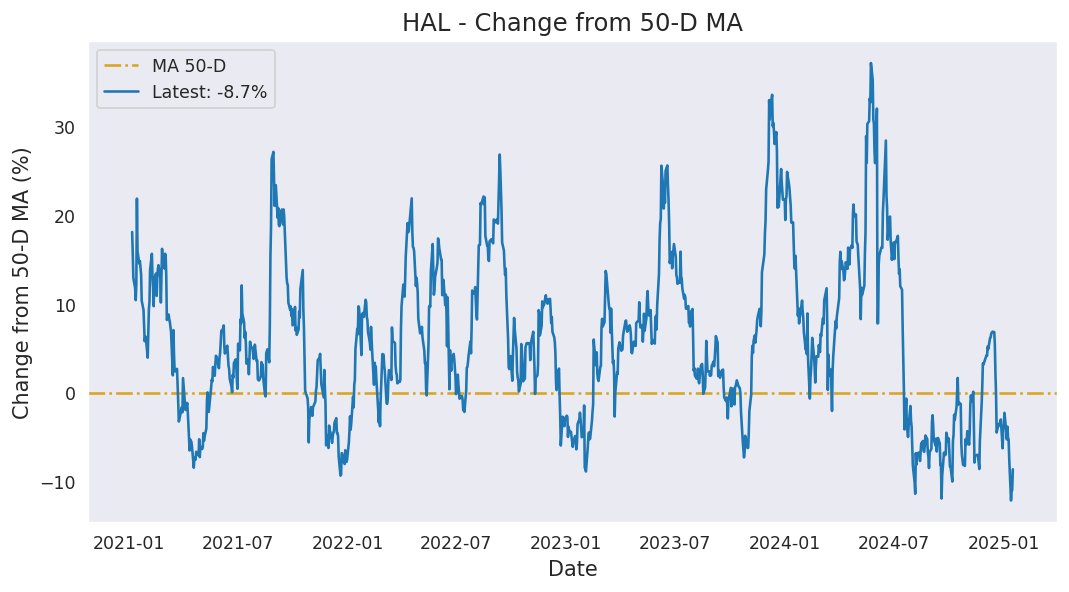 HAL - Change from 50-D MA
MA 50-D
Latest: -8.7%
Change from 50-D MA (%)
30
20
10
0
−10
2021-01
2021-07
2022-01
2022-07
2023-01
2023-07
2024-01
2024-07
2025-01
Date